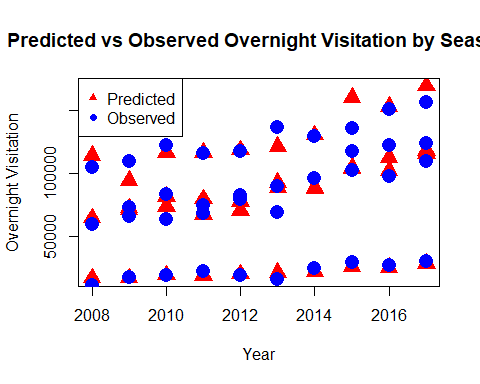 Predicted vs Observed Overnight Visitation by Seas
Predicted
Observed
Overnight Visitation
50000
100000
2008
2010
2012
2014
2016
Year